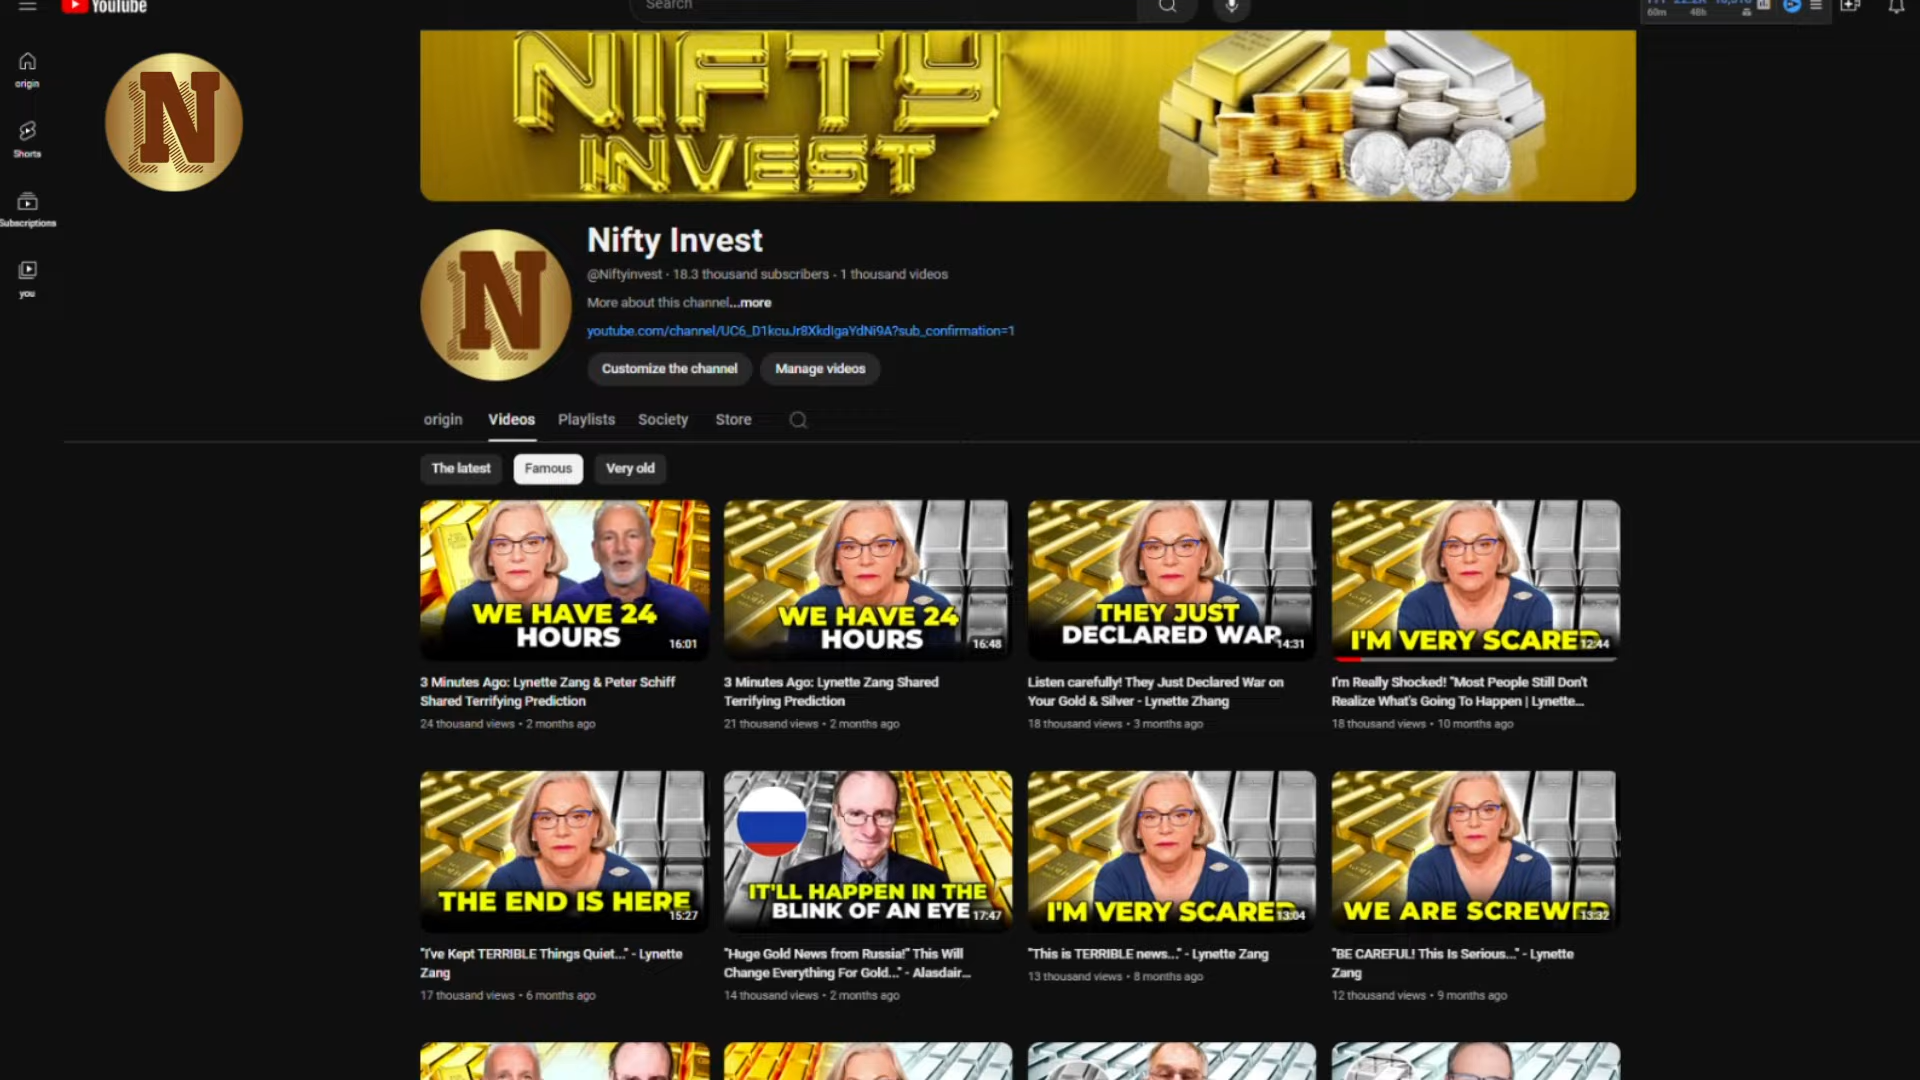 YouTube
Search
60m
48h
origin
Shorts
Subscriptions
you
N
NIFTY
INVEST
N
Nifty Invest
@Niftyinvest · 18.3 thousand subscribers · 1 thousand videos
More about this channel...more
youtube.com/channel/UC6_D1kcuJr8XkdIgaYdNi9A?sub_confirmation=1
Customize the channel
Manage videos
origin
Videos
Playlists
Society
Store
The latest
Famous
Very old
WE HAVE 24
HOURS
16:01
WE HAVE 24
HOURS
16:48
THEY JUST
DECLARED WAR
14:31
I'M VERY SCARED
12:44
3 Minutes Ago: Lynette Zang & Peter Schiff
Shared Terrifying Prediction
24 thousand views • 2 months ago
3 Minutes Ago: Lynette Zang Shared
Terrifying Prediction
21 thousand views • 2 months ago
Listen carefully! They Just Declared War on
Your Gold & Silver - Lynette Zhang
18 thousand views • 3 months ago
I'm Really Shocked! "Most People Still Don't
Realize What's Going To Happen | Lynette...
18 thousand views • 10 months ago
THE END IS HERE
15:27
IT'LL HAPPEN IN THE
BLINK OF AN EYE
17:47
I'M VERY SCARED
13:04
WE ARE SCREWED
13:32
"I've Kept TERRIBLE Things Quiet..." - Lynette
Zang
17 thousand views • 6 months ago
"Huge Gold News from Russia!" This Will
Change Everything For Gold..." - Alasdair...
14 thousand views • 2 months ago
"This is TERRIBLE news..." - Lynette Zang
13 thousand views • 8 months ago
"BE CAREFUL! This Is Serious..." - Lynette
Zang
12 thousand views • 9 months ago